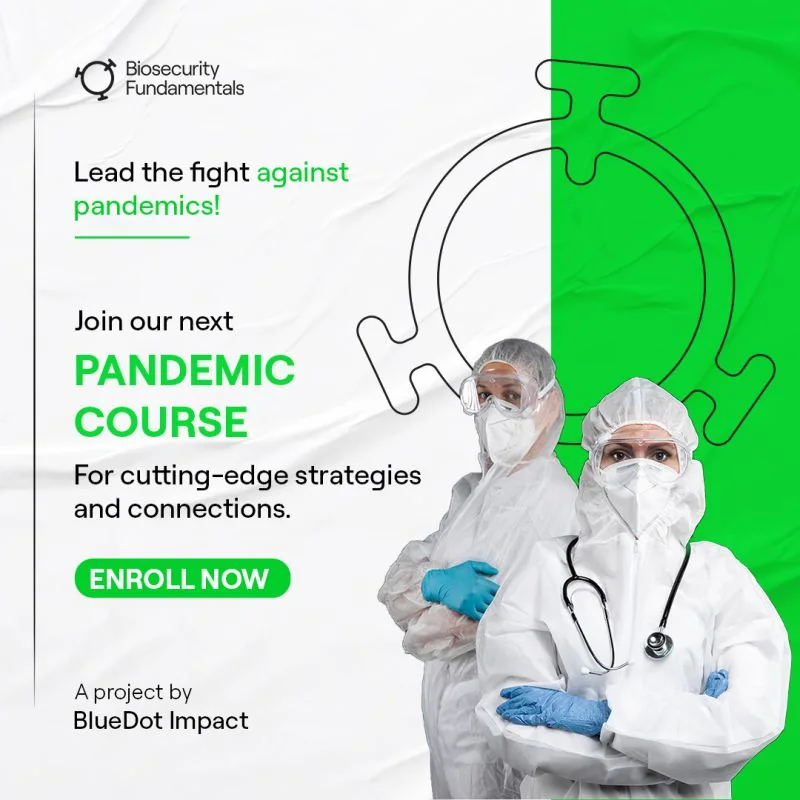 Biosecurity
Fundamentals
Lead the fight against
pandemics!
Join our next
PANDEMIC
COURSE
For cutting-edge strategies
and connections.
ENROLL NOW
A project by
BlueDot Impact